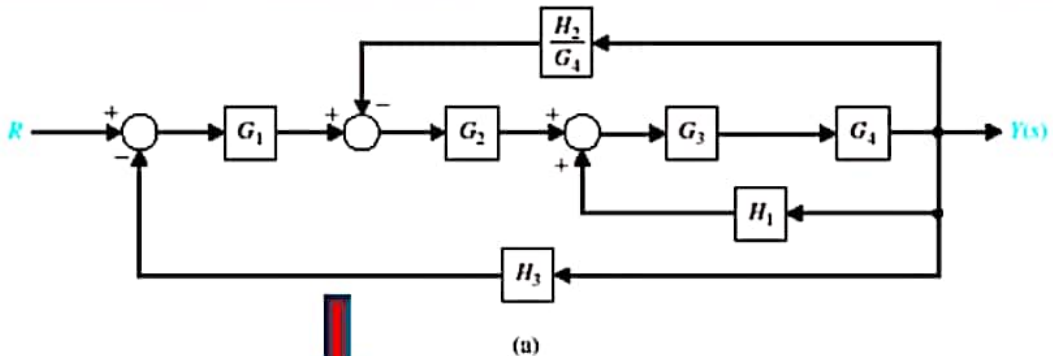 H₂
G₄
R + − G₁ + − G₂ + + G₃ G₄ Y(s)
H₁
H₃
(a)